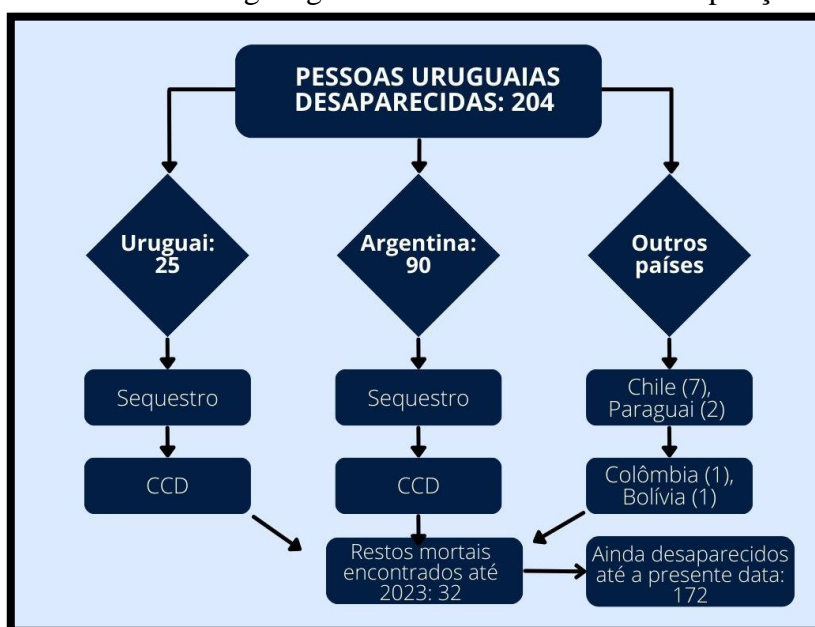 PESSOAS URUGUAIAS
DESAPARECIDAS: 204
Uruguai:
25
Argentina:
90
Outros
países
Sequestro
Sequestro
Chile (7),
Paraguai (2)
CCD
CCD
Colômbia (1),
Bolívia (1)
Restos mortais
encontrados até
2023: 32
Ainda desaparecidos
até a presente data:
172